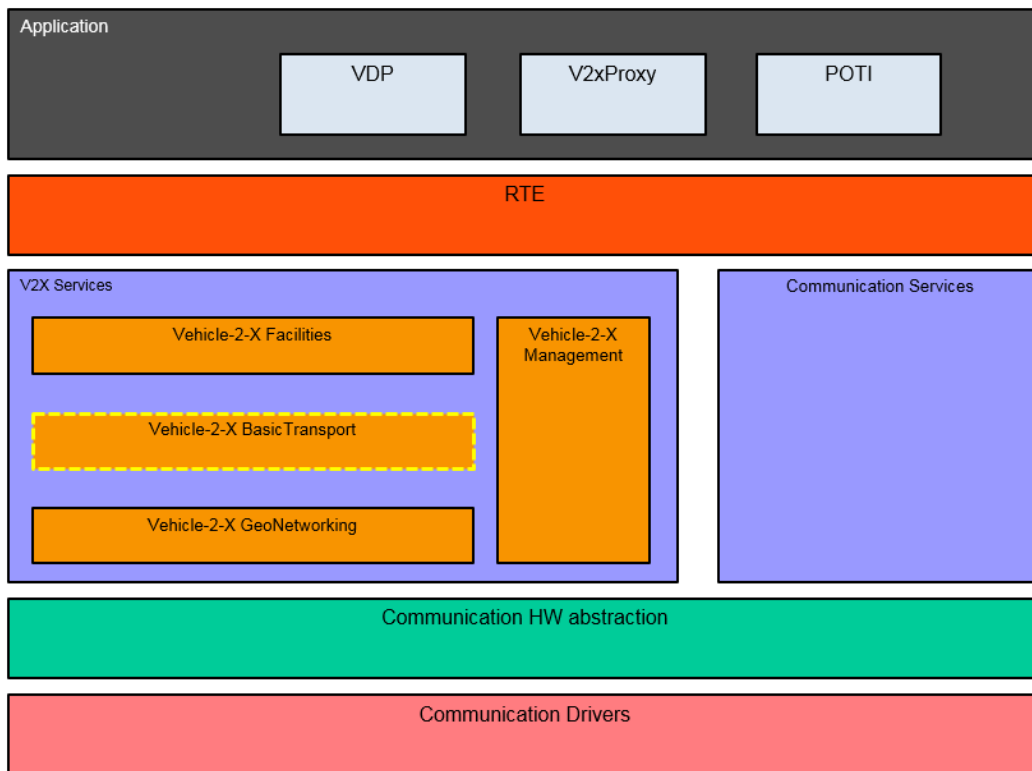 Application
VDP
V2xProxy
POTI
RTE
V2X Services
Vehicle-2-X Facilities
Vehicle-2-X BasicTransport
Vehicle-2-X GeoNetworking
Vehicle-2-X
Management
Communication Services
Communication HW abstraction
Communication Drivers